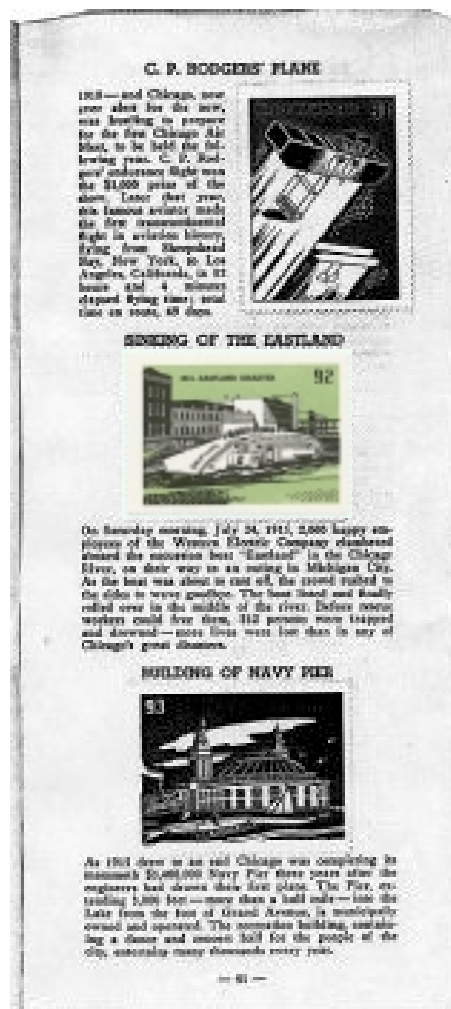 C. P. RODGERS' PLANE
1910—and Chicago, now
ever alert for the new,
was bustling to prepare
for the first Chicago Air
Meet, to be held the fol-
lowing year. C. P. Rod-
gers' endurance flight won
the prize of the
show. Later that year,
this famous aviator made
the first transcontinental
flight in aviation history,
flying from Sheepshead
Bay, New York, to Los
Angeles, California, in
hours and 4 minutes
elapsed flying time; total
time en route, days.
91
SINKING OF THE EASTLAND
EASTLAND DISASTER 92
On Saturday morning, July 24, 1915, 2,000 happy em-
ployees of the Western Electric Company clambered
aboard the excursion boat "Eastland" in the Chicago
River, on their way to an outing in Michigan City.
As the boat was about to cast off, the crowd rushed to
the sides to wave goodbye. The boat listed and finally
rolled over in the middle of the river. Before rescue
workers could free them, 812 persons were trapped
and drowned—more lives were lost than in any of
Chicago's great disasters.
BUILDING OF NAVY PIER
93
As 1915 drew to an end Chicago was completing its
mammoth Navy Pier three years after the
engineers had drawn their first plans. The Pier, ex-
tending feet—more than a half mile—into the
Lake from the foot of Grand Avenue, is municipally
owned and operated. The recreation building, contain-
ing a dance and concert hall for the people of the
city, entertains many thousands every year.